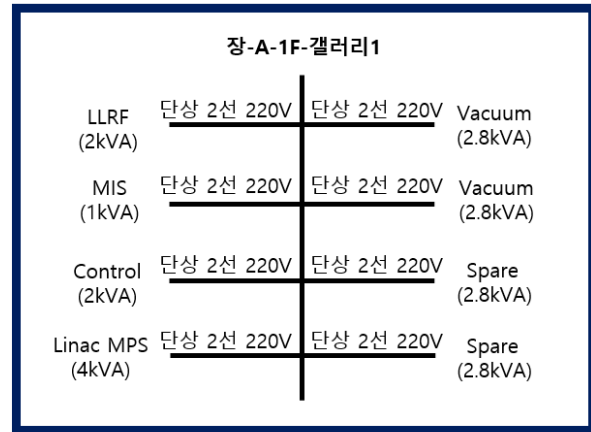 장-A-1F-갤러리1
LLRF 단상 2선 220V 단상 2선 220V Vacuum
(2kVA) (2.8kVA)
MIS 단상 2선 220V 단상 2선 220V Vacuum
(1kVA) (2.8kVA)
Control 단상 2선 220V 단상 2선 220V Spare
(2kVA) (2.8kVA)
Linac MPS 단상 2선 220V 단상 2선 220V Spare
(4kVA) (2.8kVA)